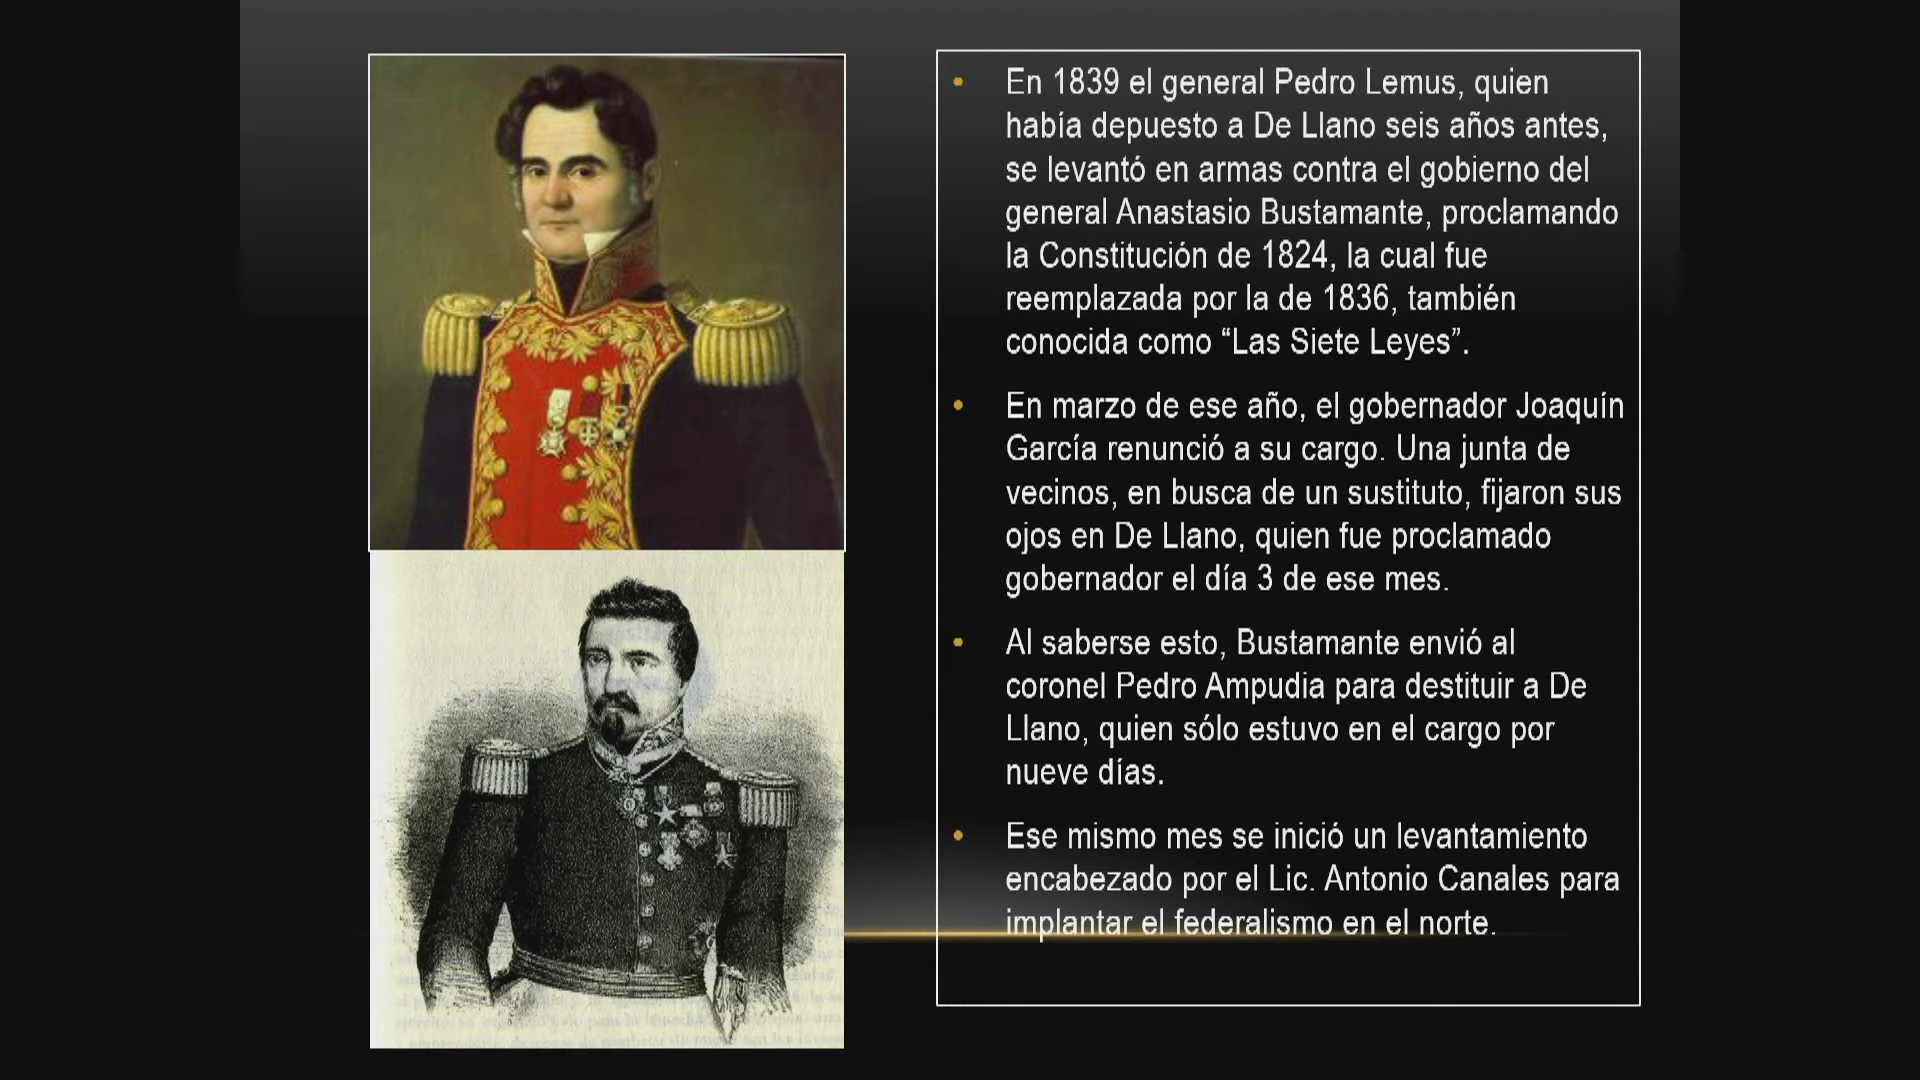 En 1839 el general Pedro Lemus, quien
había depuesto a De Llano seis años antes,
se levantó en armas contra el gobierno del
general Anastasio Bustamante, proclamando
la Constitución de 1824, la cual fue
reemplazada por la de 1836, también
conocida como “Las Siete Leyes”.
En marzo de ese año, el gobernador Joaquín
García renunció a su cargo. Una junta de
vecinos, en busca de un sustituto, fijaron sus
ojos en De Llano, quien fue proclamado
gobernador el día 3 de ese mes.
Al saberse esto, Bustamante envió al
coronel Pedro Ampudia para destituir a De
Llano, quien sólo estuvo en el cargo por
nueve días.
Ese mismo mes se inició un levantamiento
encabezado por el Lic. Antonio Canales para
implantar el federalismo en el norte.